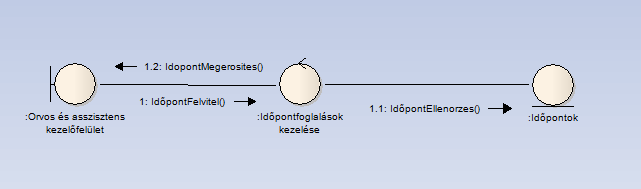 1.2: IdopontMegerosites()
1: IdőpontFelvitel()
1.1: IdőpontEllenorzes()
:Orvos és asszisztens
kezelőfelület
:Időpontfoglalások
kezelése
:Időpontok